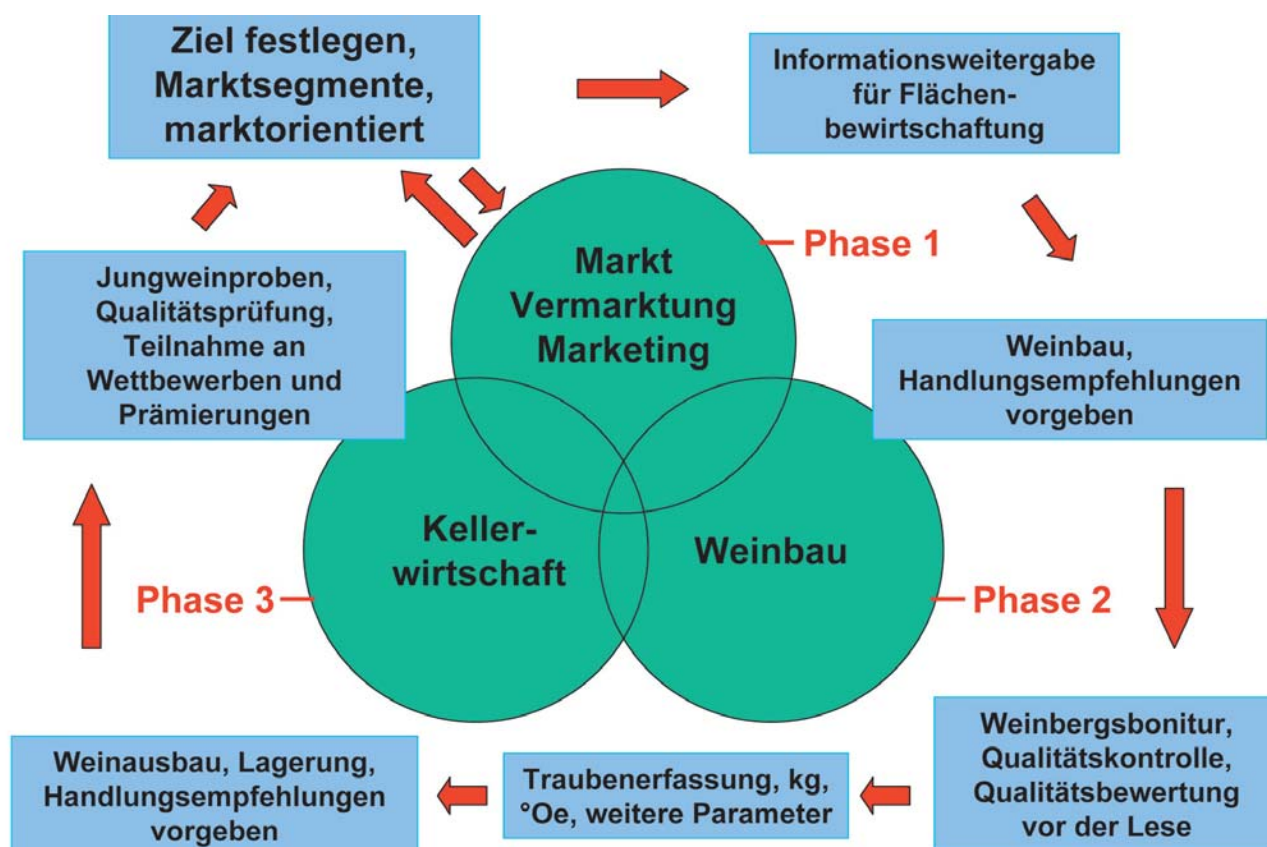 Ziel festlegen,
Marktsegmente,
marktorientiert
Informationsweitergabe
für Flächen-
bewirtschaftung
Phase 1
Markt
Vermarktung
Marketing
Jungweinproben,
Qualitätsprüfung,
Teilnahme an
Wettbewerben und
Prämierungen
Weinbau,
Handlungsempfehlungen
vorgeben
Keller-
wirtschaft
Weinbau
Phase 3
Phase 2
Weinbergsbonitur,
Qualitätskontrolle,
Qualitätsbewertung
vor der Lese
Traubenerfassung, kg,
°Oe, weitere Parameter
Weinausbau, Lagerung,
Handlungsempfehlungen
vorgeben